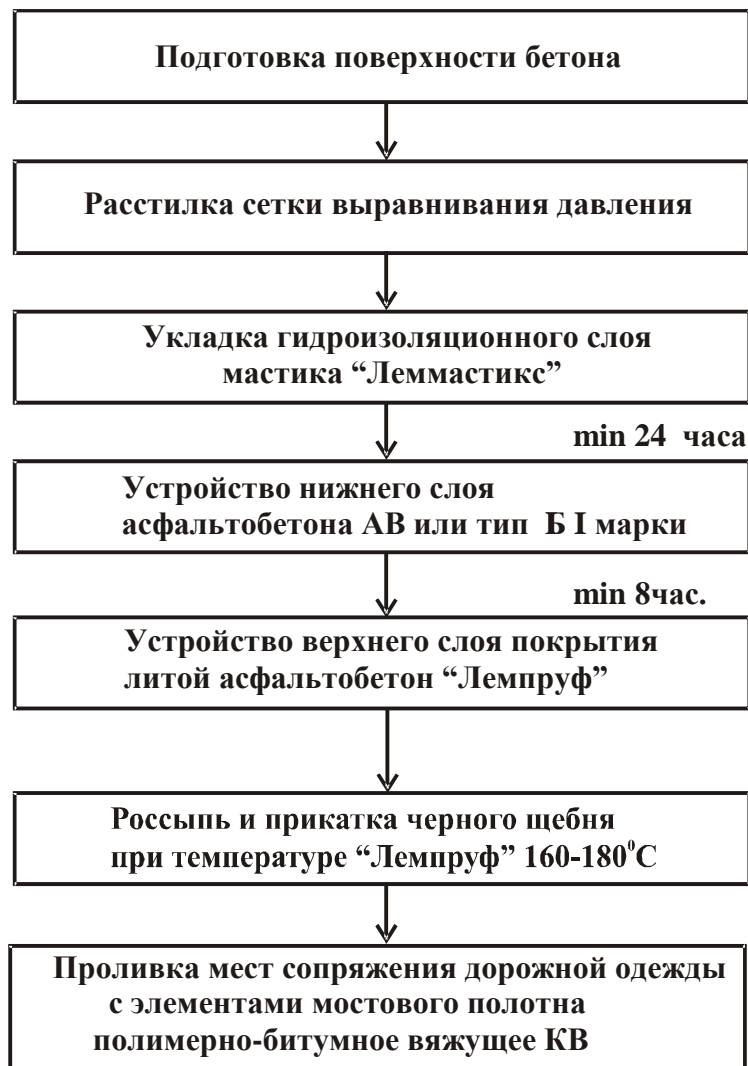 Подготовка поверхности бетона
Расстилка сетки выравнивания давления
Укладка гидроизоляционного слоя
мастика “Леммастикс”
min 24 часа
Устройство нижнего слоя
асфальтобетона АВ или тип Б I марки
min 8час.
Устройство верхнего слоя покрытия
литой асфальтобетон “Лемпруф”
Россыпь и прикатка черного щебня
при температуре “Лемпруф” 160-180⁰С
Проливка мест сопряжения дорожной одежды
с элементами мостового полотна
полимерно-битумное вяжущее КВ